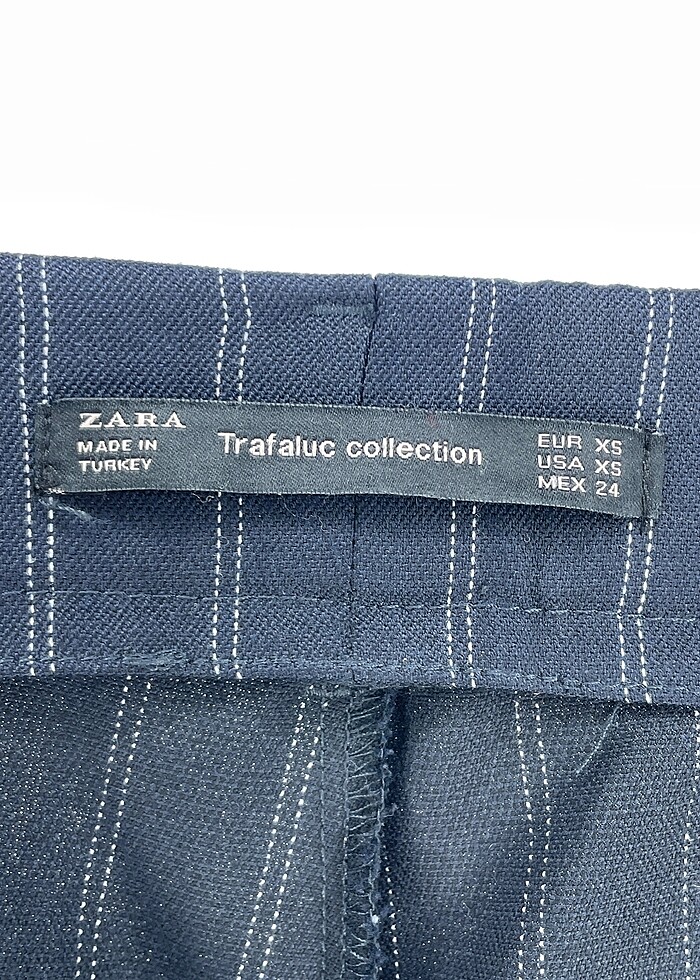 ZARA
MADE IN
TURKEY
Trafaluc collection
EUR XS
USA XS
MEX 24